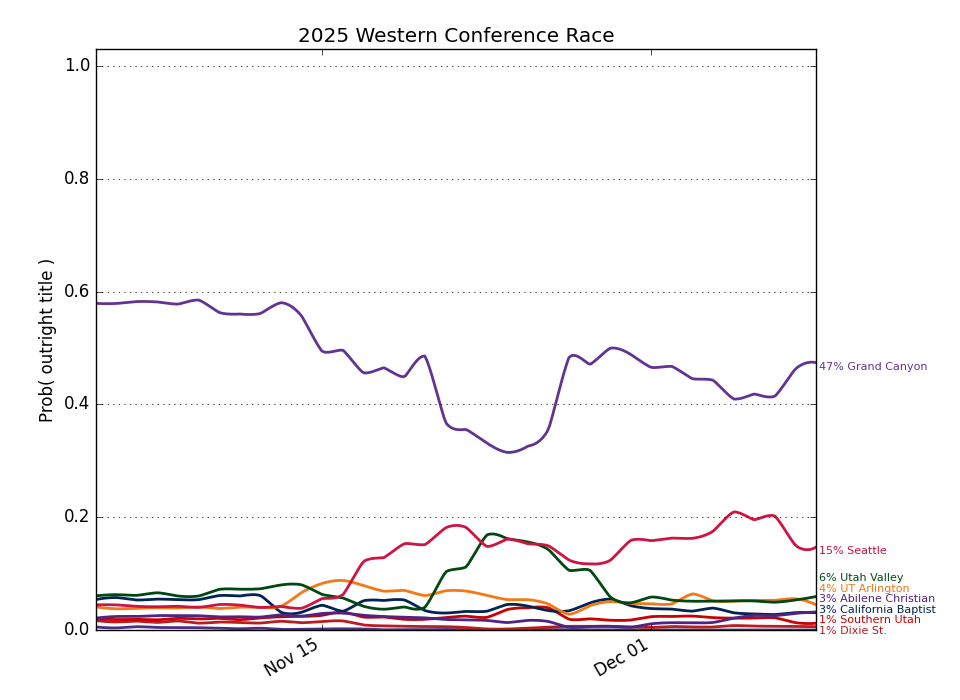 2025 Western Conference Race
Prob( outright title )
1.0
0.8
0.6
0.4
0.2
0.0
Nov 15
Dec 01
47% Grand Canyon
15% Seattle
6% Utah Valley
4% UT Arlington
3% Abilene Christian
3% California Baptist
1% Southern Utah
1% Dixie St.